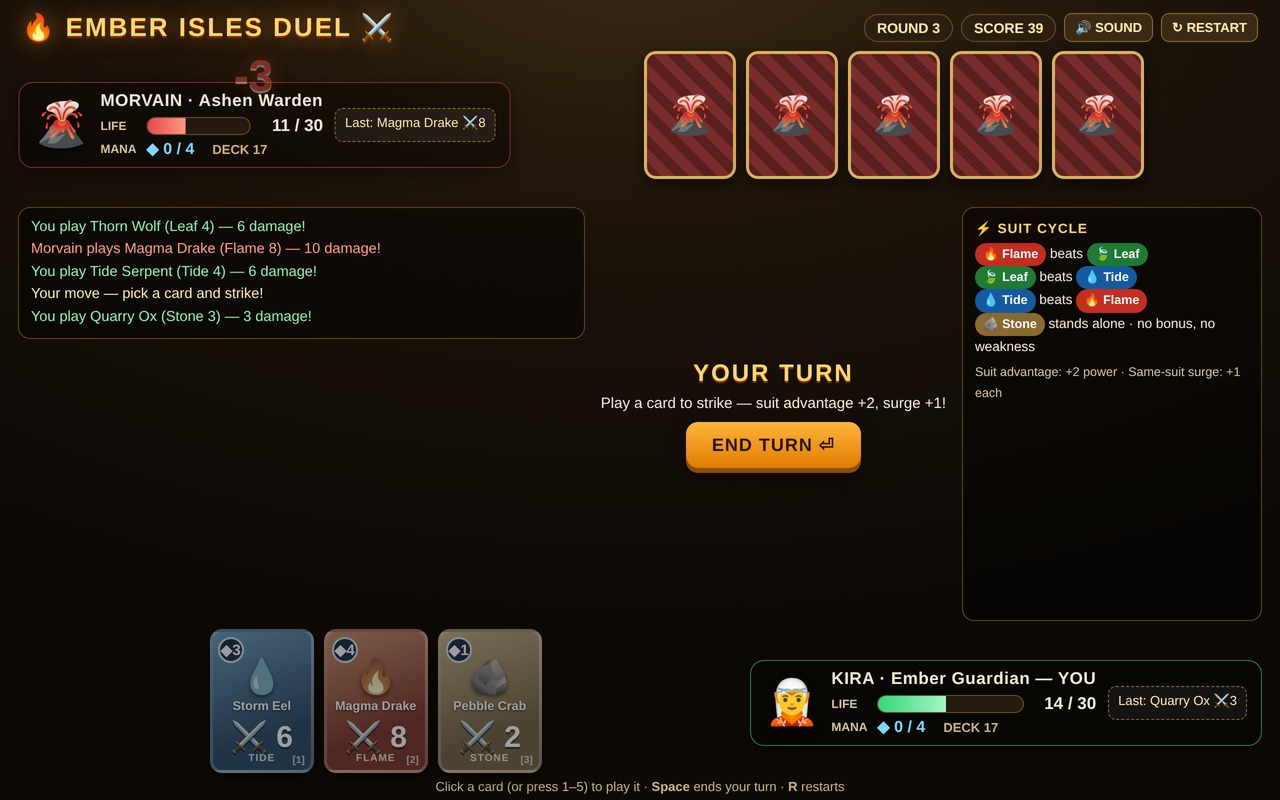 🔥 EMBER ISLES DUEL ⚔️
ROUND 3
SCORE 39
🔊 SOUND
↻ RESTART
-3
MORVAIN · Ashen Warden
LIFE 11 / 30
MANA ◆ 0 / 4 DECK 17
Last: Magma Drake ⚔8
You play Thorn Wolf (Leaf 4) — 6 damage!
Morvain plays Magma Drake (Flame 8) — 10 damage!
You play Tide Serpent (Tide 4) — 6 damage!
Your move — pick a card and strike!
You play Quarry Ox (Stone 3) — 3 damage!
⚡ SUIT CYCLE
🔥 Flame beats 🍃 Leaf
🍃 Leaf beats 💧 Tide
💧 Tide beats 🔥 Flame
🪨 Stone stands alone · no bonus, no
weakness
Suit advantage: +2 power · Same-suit surge: +1
each
YOUR TURN
Play a card to strike — suit advantage +2, surge +1!
END TURN ⏎
◆3
Storm Eel
⚔ 6
TIDE [1]
◆4
Magma Drake
⚔ 8
FLAME [2]
◆1
Pebble Crab
⚔ 2
STONE [3]
KIRA · Ember Guardian — YOU
LIFE 14 / 30
MANA ◆ 0 / 4 DECK 17
Last: Quarry Ox ⚔3
Click a card (or press 1–5) to play it · Space ends your turn · R restarts